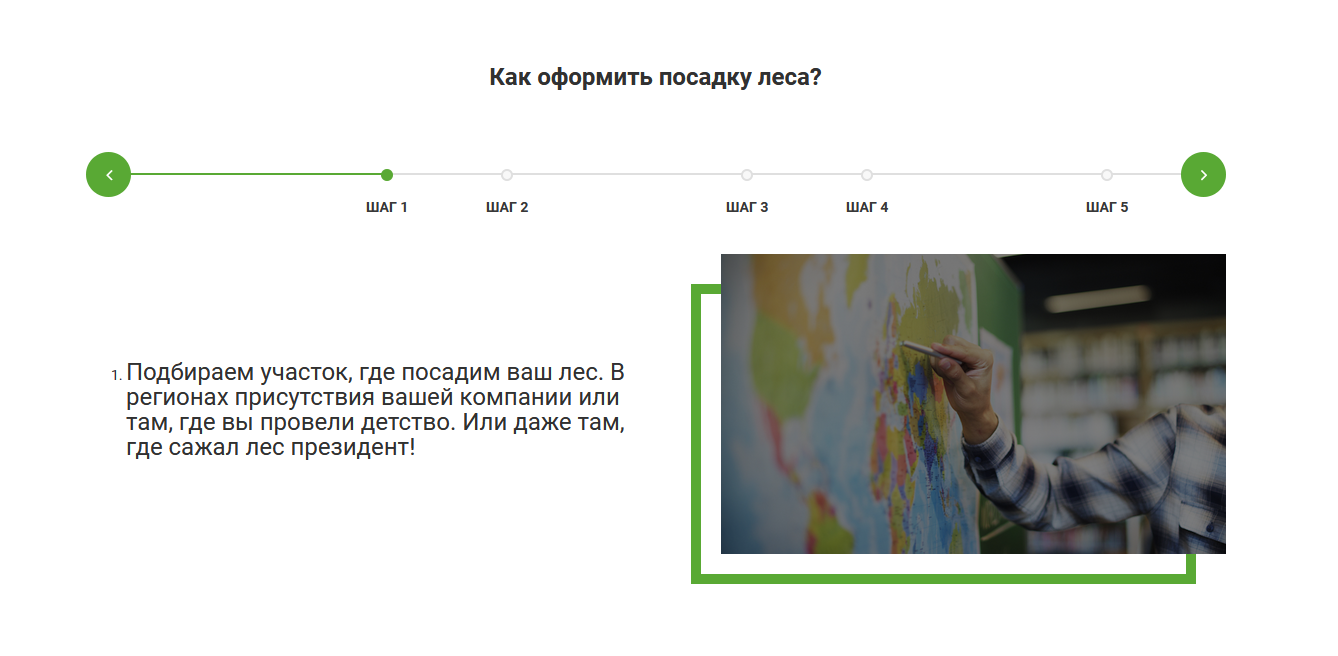 Как оформить посадку леса?
ШАГ 1 ШАГ 2 ШАГ 3 ШАГ 4 ШАГ 5
1. Подбираем участок, где посадим ваш лес. В
регионах присутствия вашей компании или
там, где вы провели детство. Или даже там,
где сажал лес президент!